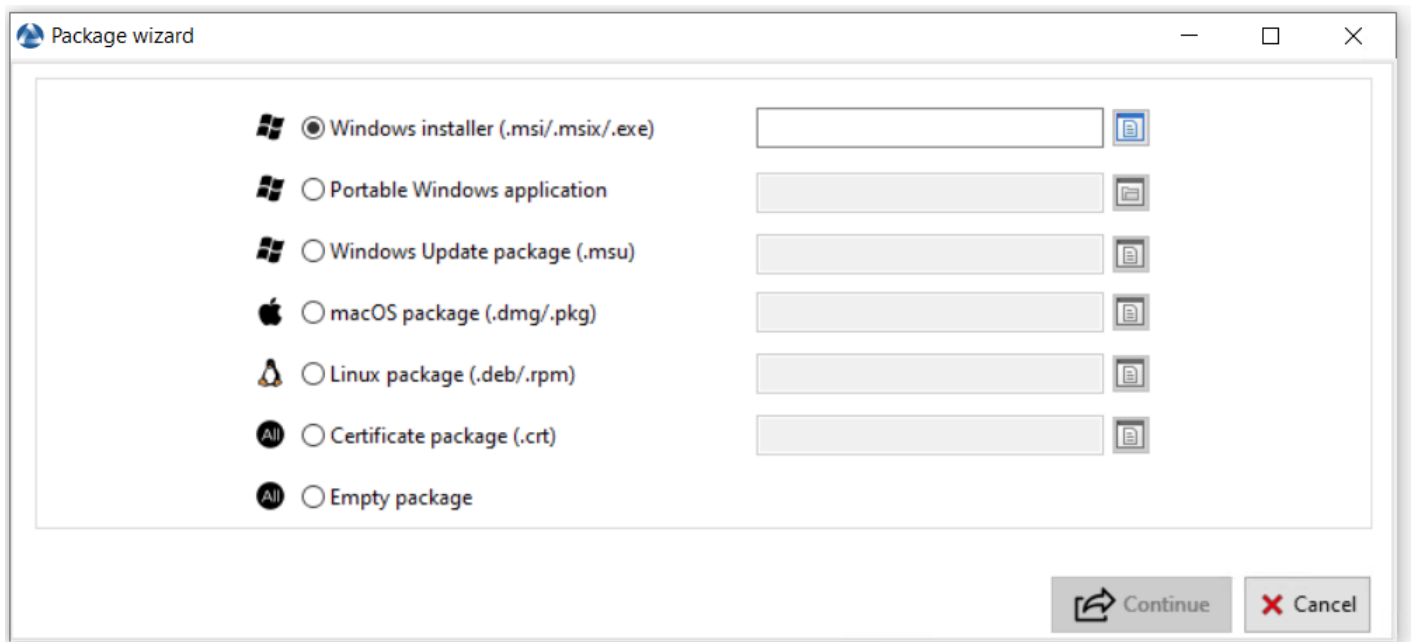 Package wizard
Windows installer (.msi/.msix/.exe)
Portable Windows application
Windows Update package (.msu)
macOS package (.dmg/.pkg)
Linux package (.deb/.rpm)
All Certificate package (.crt)
All Empty package
Continue Cancel